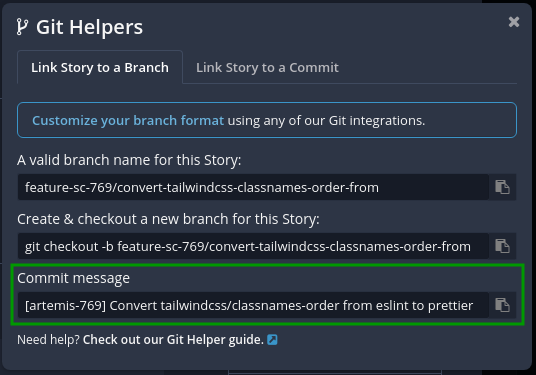 Git Helpers
Link Story to a Branch
Link Story to a Commit
Customize your branch format using any of our Git integrations.
A valid branch name for this Story:
feature-sc-769/convert-tailwindcss-classnames-order-from
Create & checkout a new branch for this Story:
git checkout -b feature-sc-769/convert-tailwindcss-classnames-order-from
Commit message
[artemis-769] Convert tailwindcss/classnames-order from eslint to prettier
Need help? Check out our Git Helper guide.